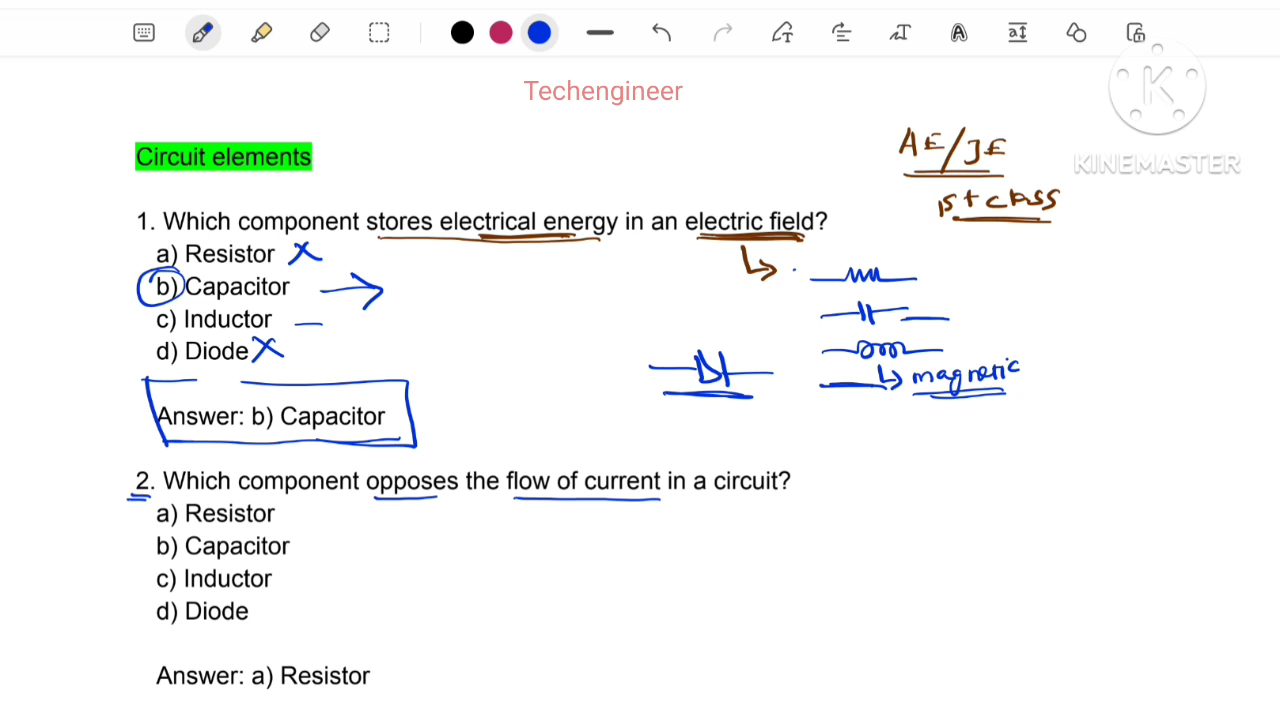 Techengineer
K
KINEMASTER
AE/JE
1st class
Circuit elements
1. Which component stores electrical energy in an electric field?
a) Resistor
b) Capacitor
c) Inductor
d) Diode
magnetic
Answer: b) Capacitor
2. Which component opposes the flow of current in a circuit?
a) Resistor
b) Capacitor
c) Inductor
d) Diode
Answer: a) Resistor